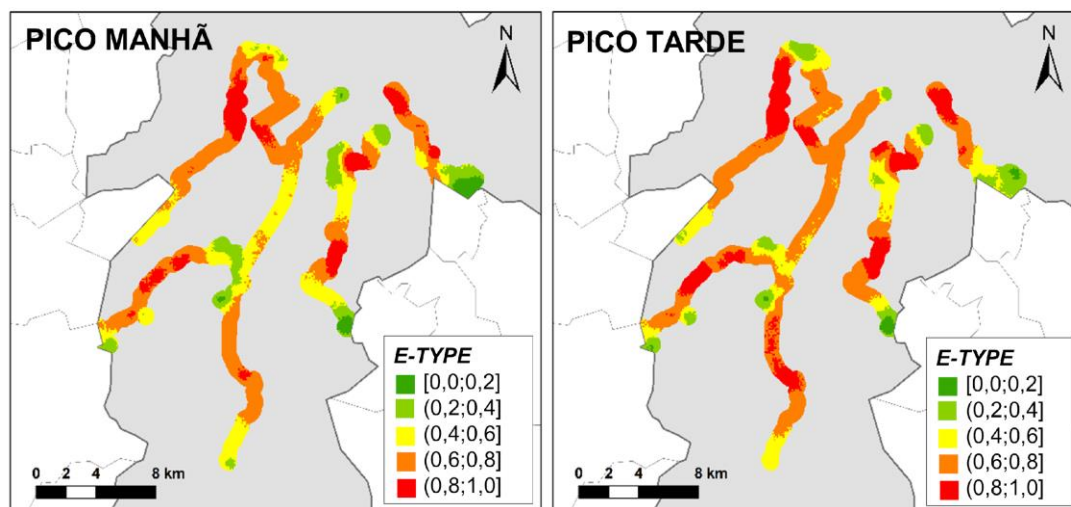 PICO MANHÃ
N
E-TYPE
[0,0;0,2]
(0,2;0,4]
(0,4;0,6]
(0,6;0,8]
(0,8;1,0]
0 2 4 8 km
PICO TARDE
N
E-TYPE
[0,0;0,2]
(0,2;0,4]
(0,4;0,6]
(0,6;0,8]
(0,8;1,0]
0 2 4 8 km